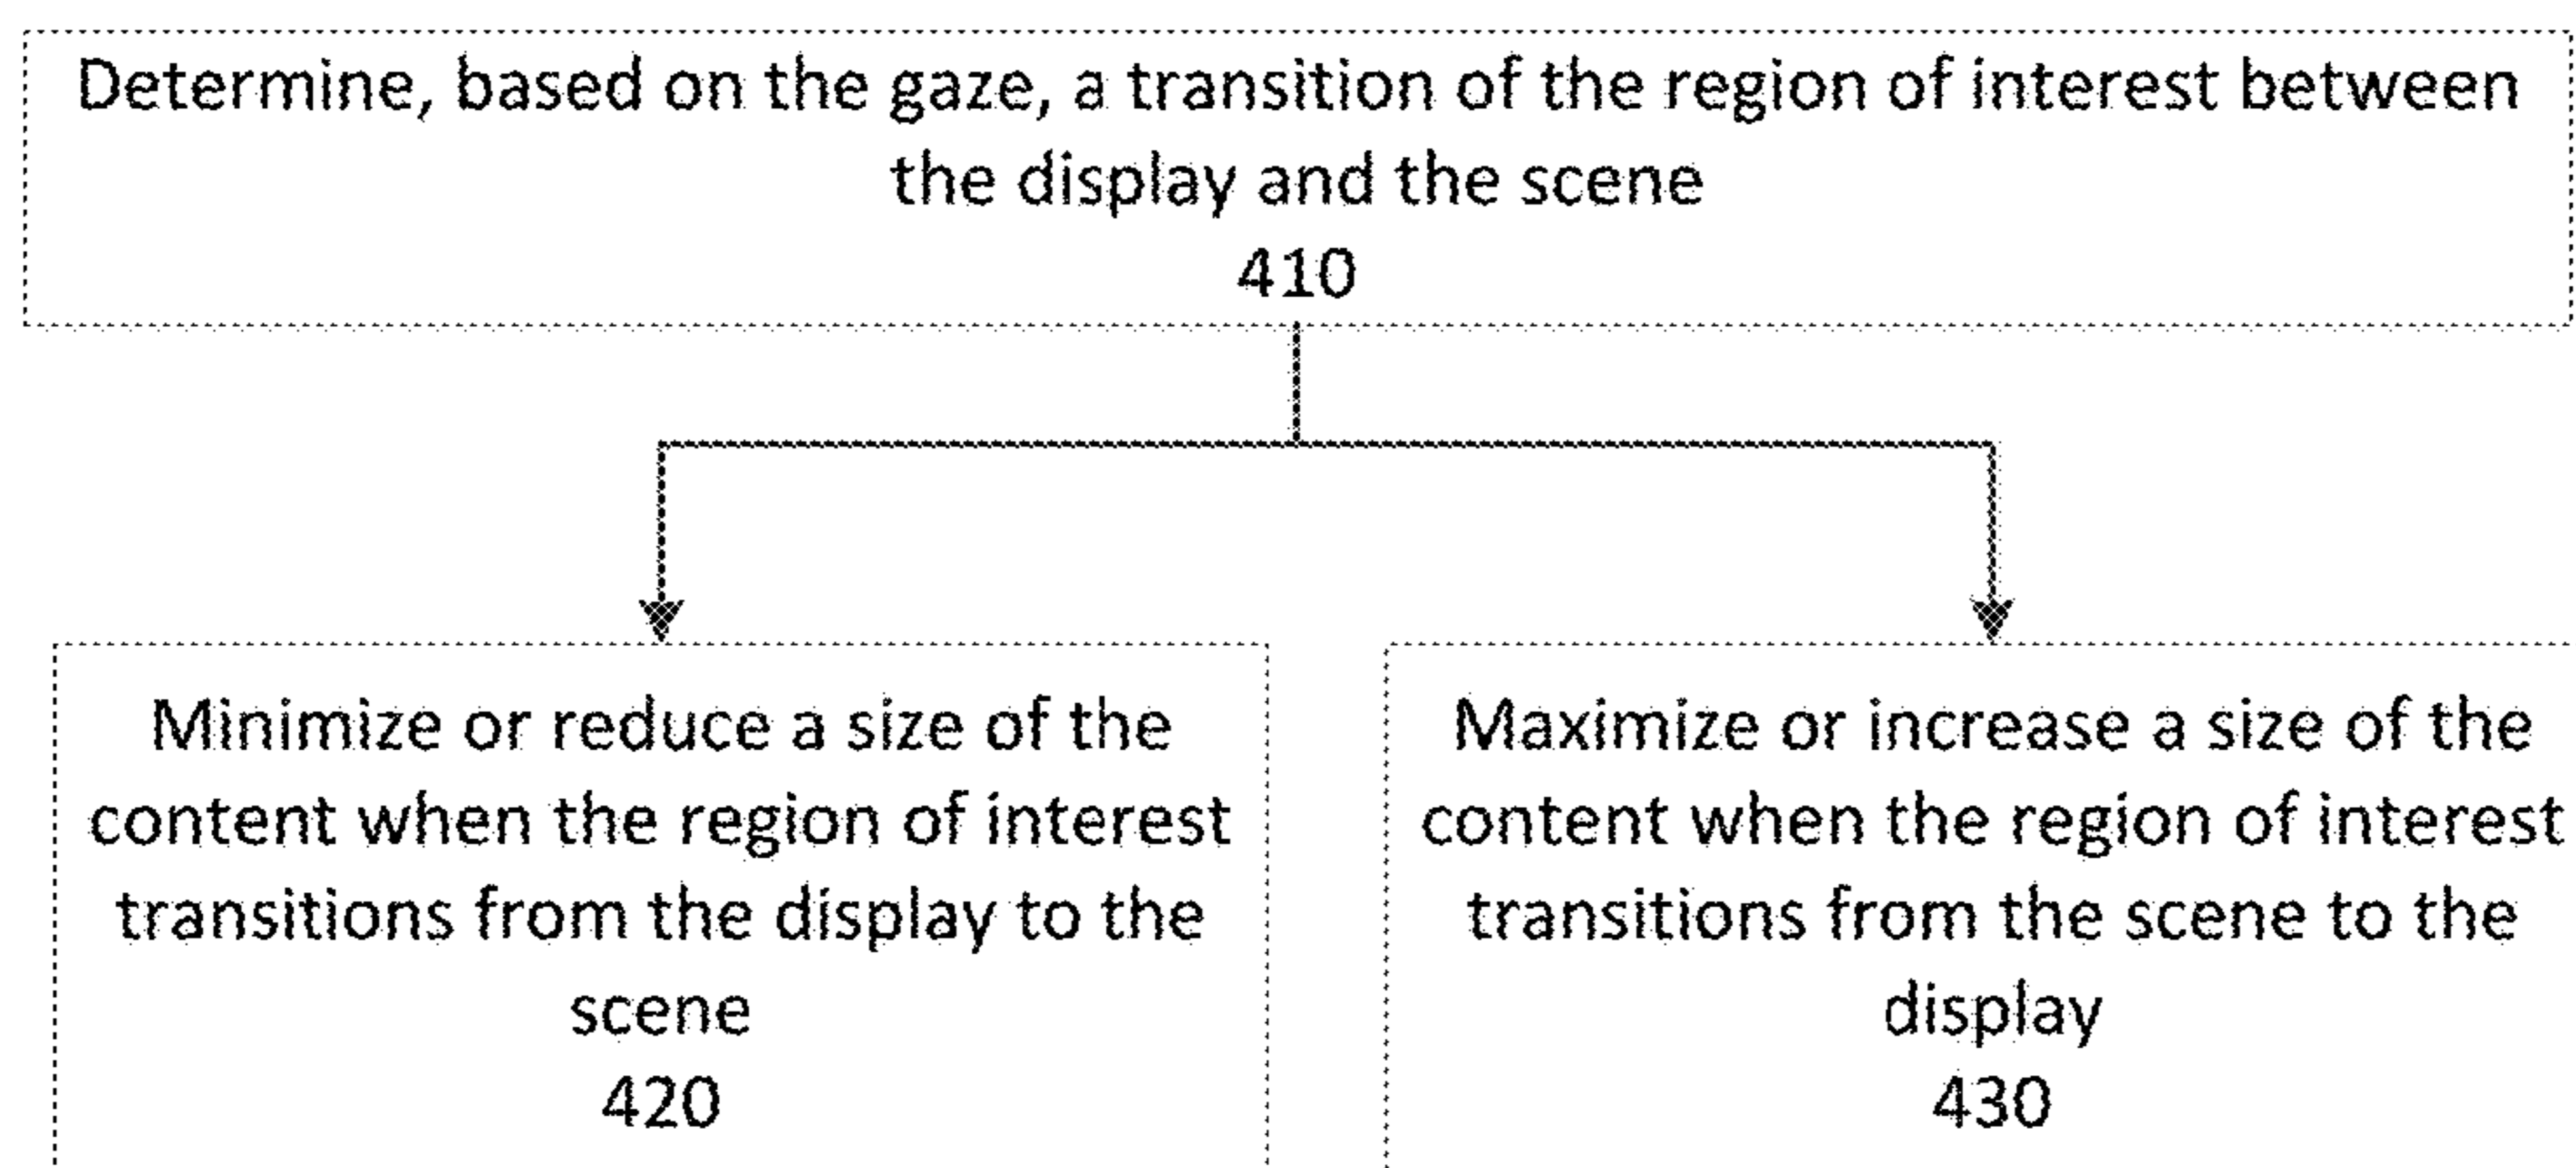 Determine, based on the gaze, a transition of the region of interest between
the display and the scene
410
Minimize or reduce a size of the
content when the region of interest
transitions from the display to the
scene
420
Maximize or increase a size of the
content when the region of interest
transitions from the scene to the
display
430